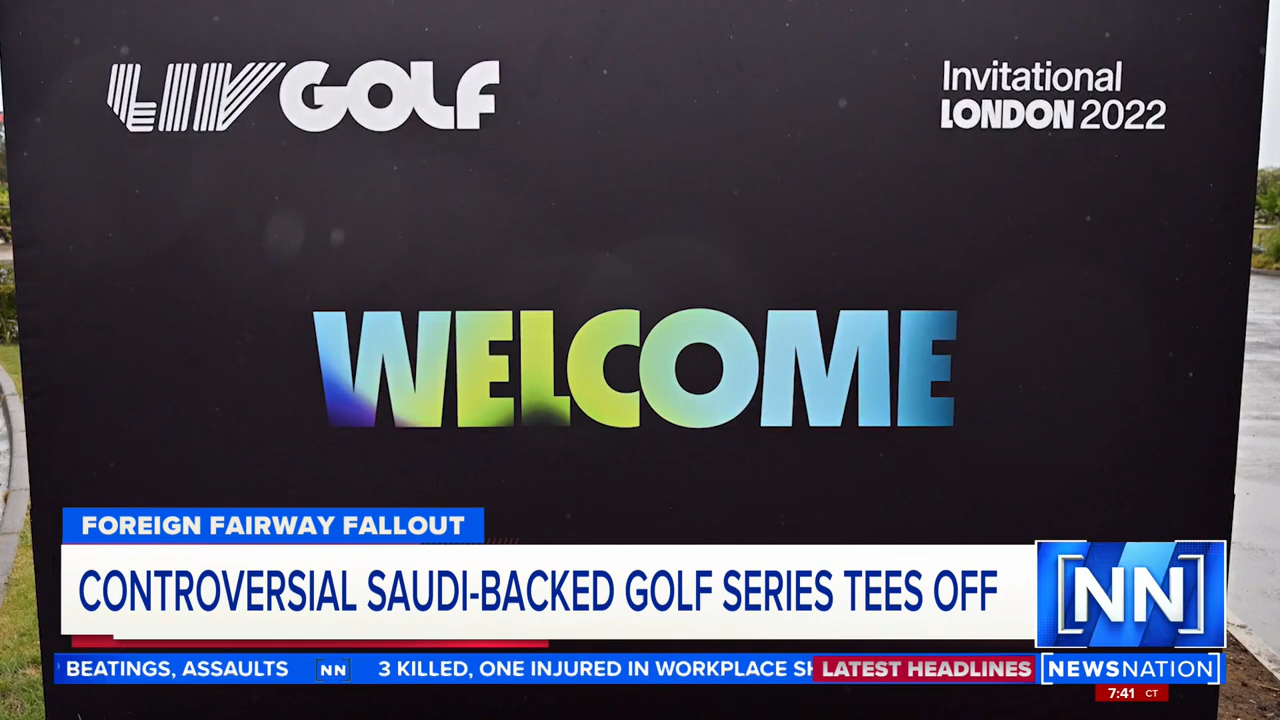 LIV GOLF
Invitational
LONDON 2022
WELCOME
FOREIGN FAIRWAY FALLOUT
CONTROVERSIAL SAUDI-BACKED GOLF SERIES TEES OFF
[NN]
BEATINGS, ASSAULTS NN 3 KILLED, ONE INJURED IN WORKPLACE
LATEST HEADLINES
[NEWSNATION]
7:41 CT